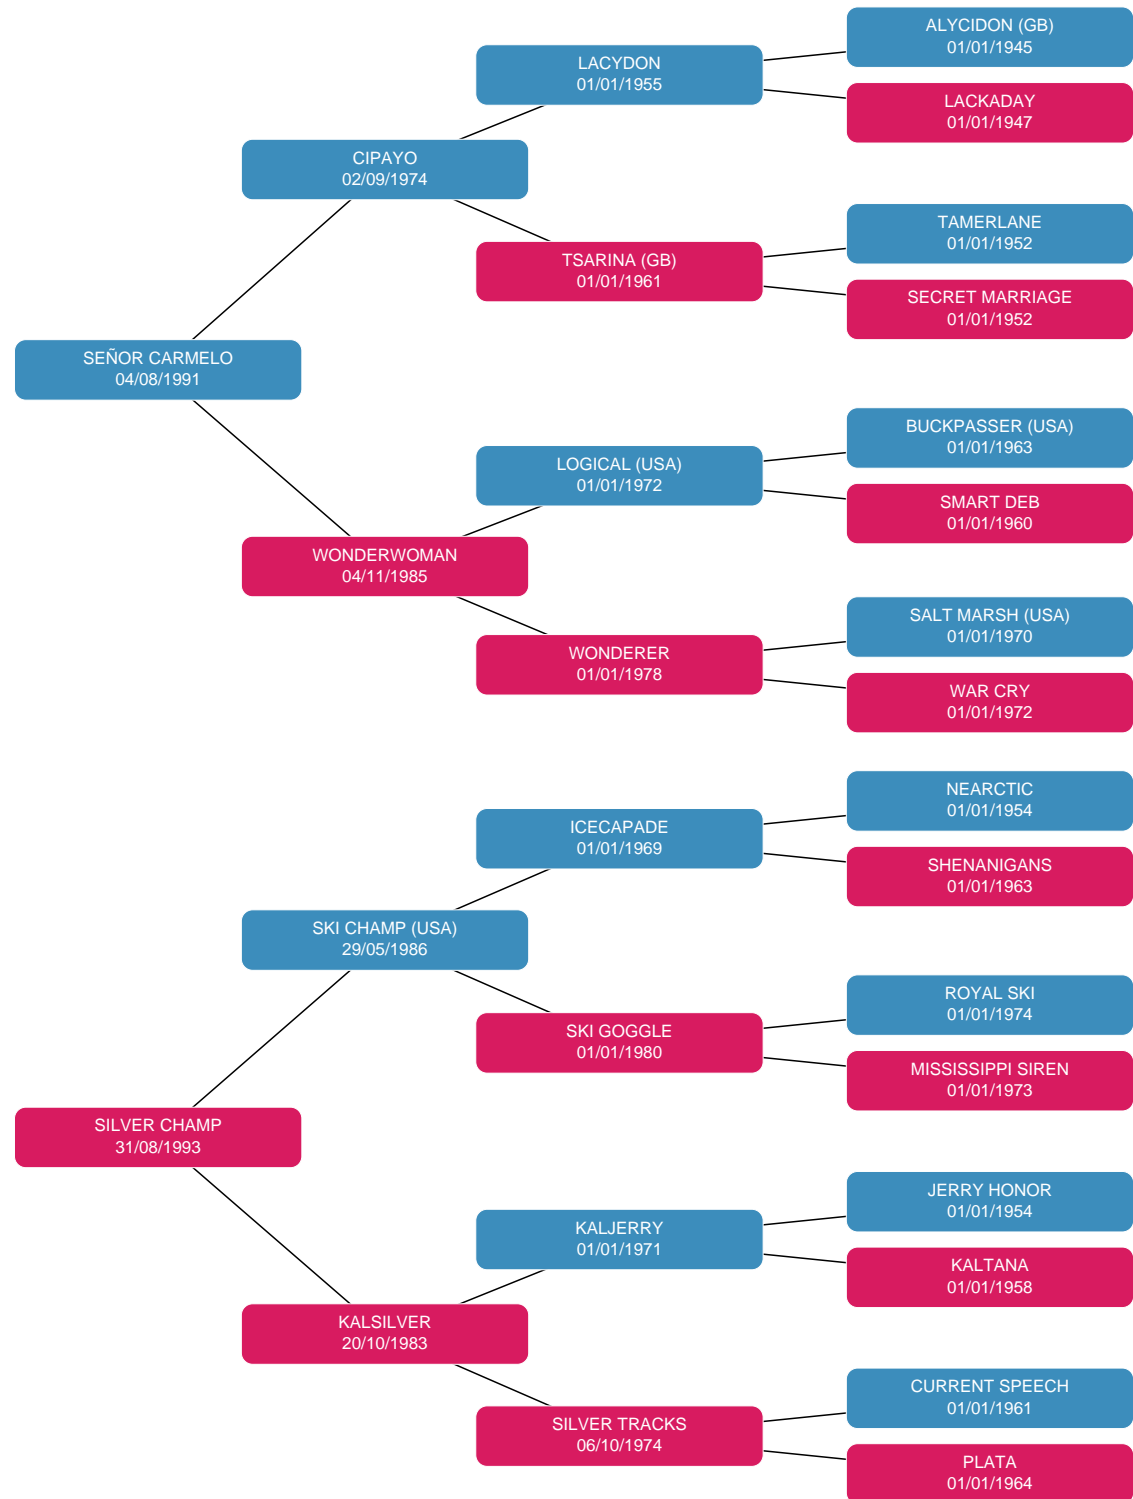 ALYCIDON (GB)
01/01/1945
LACYDON
01/01/1955
LACKADAY
01/01/1947
CIPAYO
02/09/1974
TAMERLANE
01/01/1952
TSARINA (GB)
01/01/1961
SECRET MARRIAGE
01/01/1952
SEÑOR CARMELO
04/08/1991
BUCKPASSER (USA)
01/01/1963
LOGICAL (USA)
01/01/1972
SMART DEB
01/01/1960
WONDERWOMAN
04/11/1985
SALT MARSH (USA)
01/01/1970
WONDERER
01/01/1978
WAR CRY
01/01/1972
NEARCTIC
01/01/1954
ICECAPADE
01/01/1969
SHENANIGANS
01/01/1963
SKI CHAMP (USA)
29/05/1986
ROYAL SKI
01/01/1974
SKI GOGGLE
01/01/1980
MISSISSIPPI SIREN
01/01/1973
SILVER CHAMP
31/08/1993
JERRY HONOR
01/01/1954
KALJERRY
01/01/1971
KALTANA
01/01/1958
KALSILVER
20/10/1983
CURRENT SPEECH
01/01/1961
SILVER TRACKS
06/10/1974
PLATA
01/01/1964